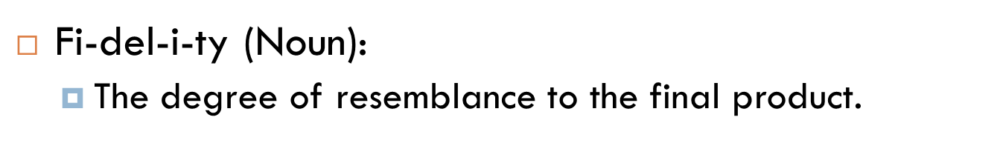 Fi-del-i-ty (Noun):
The degree of resemblance to the final product.